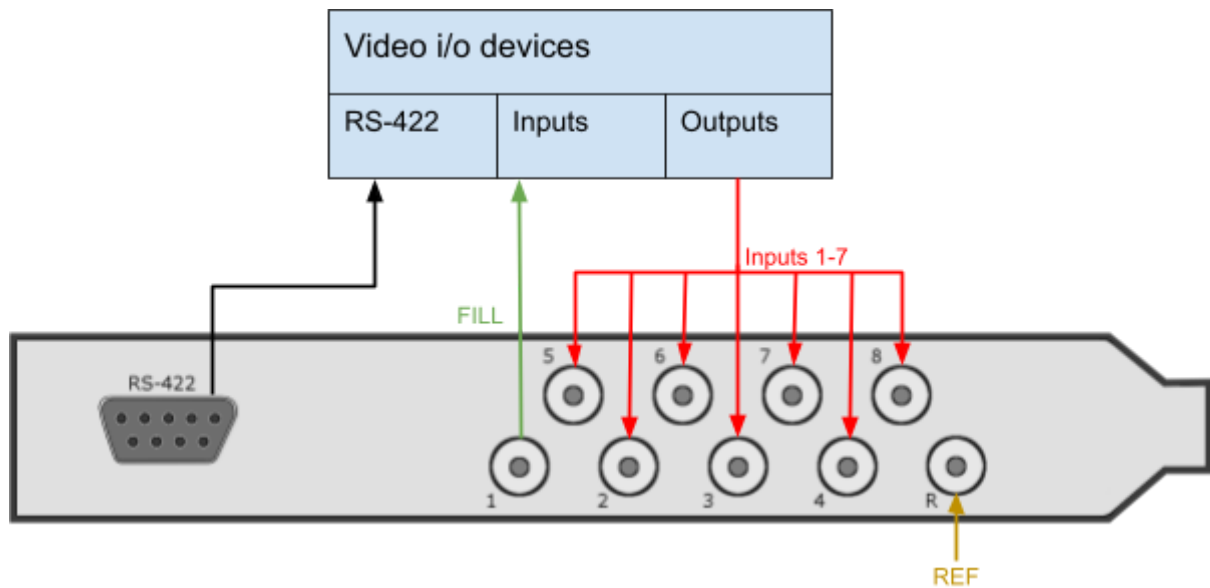 Video i/o devices
RS-422
Inputs
Outputs
Inputs 1-7
FILL
5
6
7
8
RS-422
1
2
3
4
R
REF